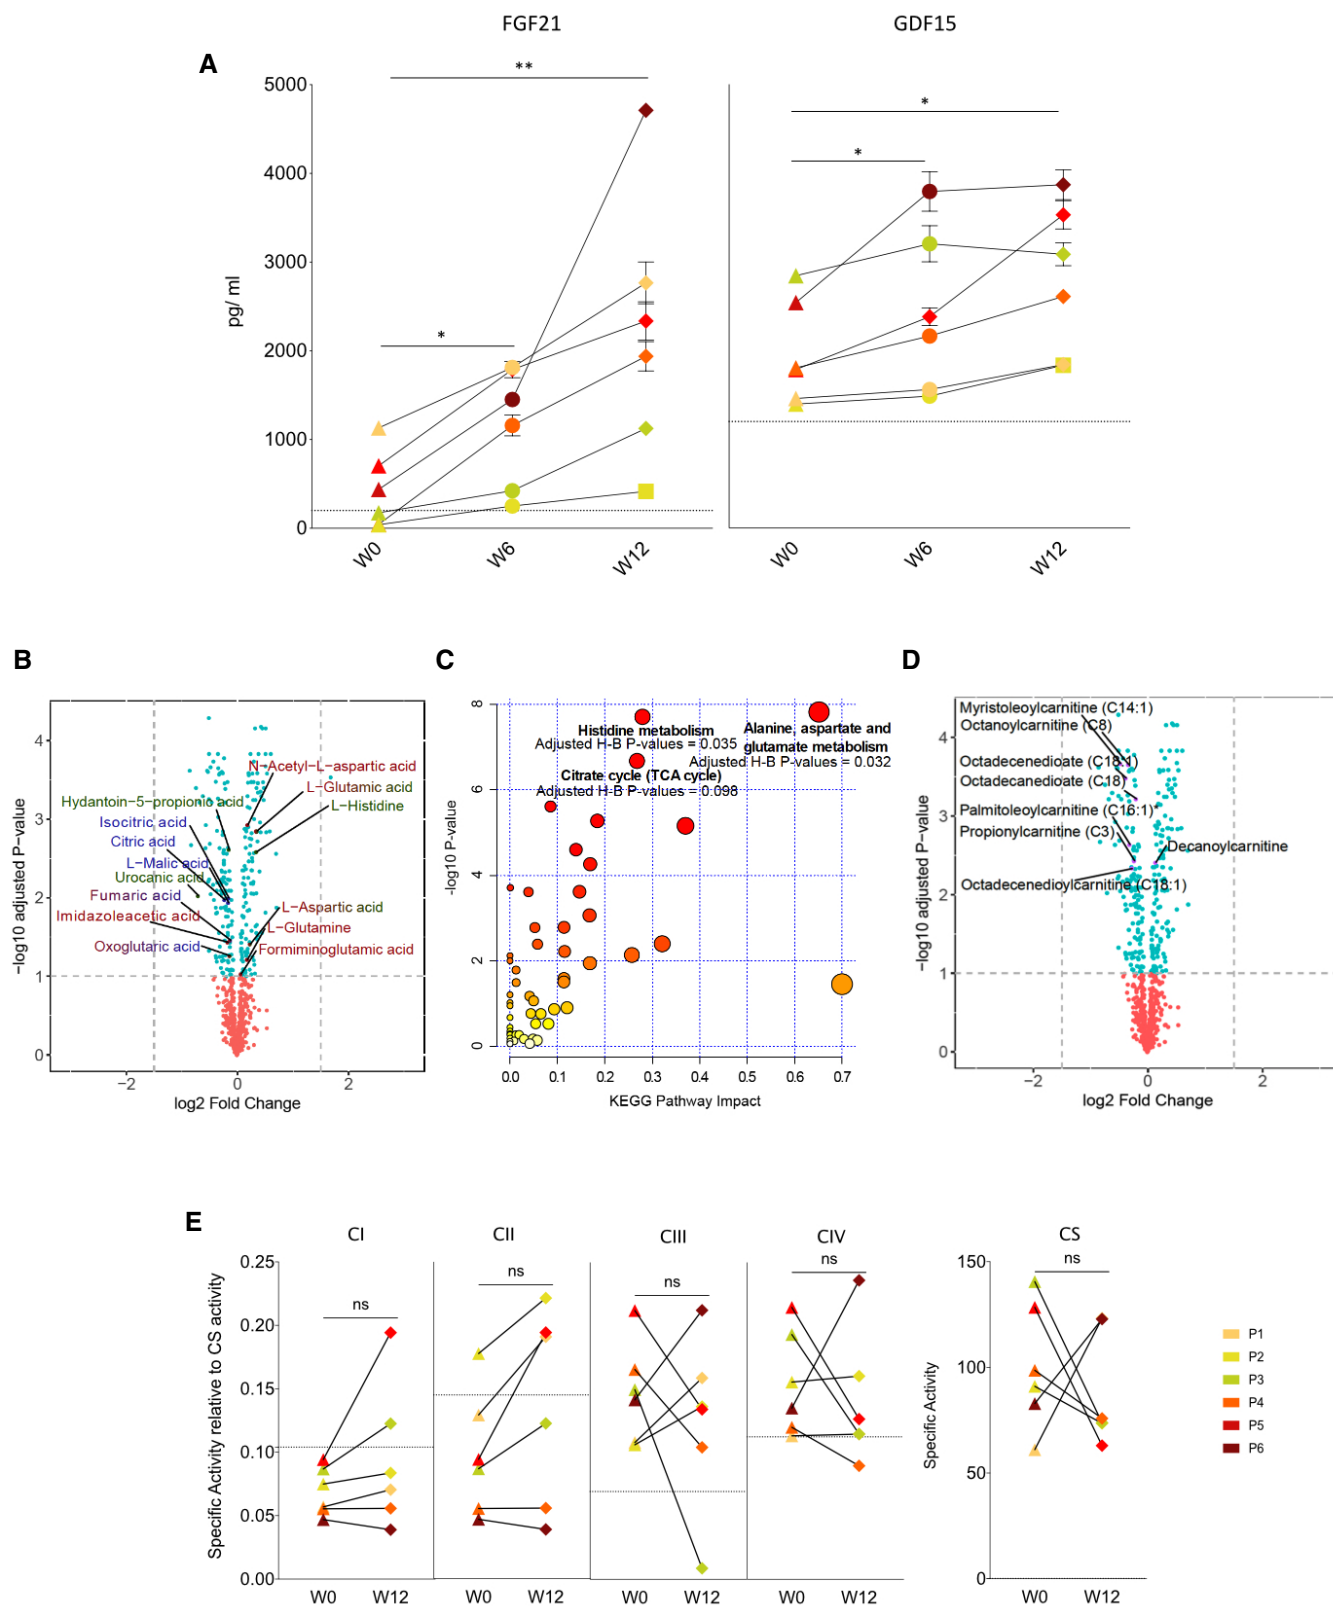 FGF21
GDF15
A
**
*
*
*
5000
4000
3000
2000
1000
0
pg/ ml
W0
W6
W12
W0
W6
W12
B
−log10 adjusted P−value
4
3
2
1
0
N−Acetyl−L−aspartic acid
L−Glutamic acid
L−Histidine
Hydantoin−5−propionic acid
Isocitric acid
Citric acid
L−Malic acid
Urocanic acid
Fumaric acid
Imidazoleacetic acid
Oxoglutaric acid
L−Aspartic acid
L−Glutamine
Formiminoglutamic acid
−2
0
2
log2 Fold Change
C
-log10 P-value
8
6
4
2
0
Histidine metabolism
Adjusted H-B P-values = 0.035
Alanine, aspartate and
glutamate metabolism
Adjusted H-B P-values = 0.032
Citrate cycle (TCA cycle)
Adjusted H-B P-values = 0.098
0.0
0.1
0.2
0.3
0.4
0.5
0.6
0.7
KEGG Pathway Impact
D
−log10 adjusted P−value
4
3
2
1
0
Myristoleoylcarnitine (C14:1)
Octanoylcarnitine (C8)
Octadecenedioate (C18:1)
Octadecanedioate (C18)
Palmitoleoylcarnitine (C16:1)*
Propionylcarnitine (C3)
Decanoylcarnitine
Octadecenedioylcarnitine (C18:1)
−2
0
2
log2 Fold Change
E
CI
CII
CIII
CIV
CS
ns
ns
ns
ns
ns
Specific Activity relative to CS activity
0.25
0.20
0.15
0.10
0.05
0.00
Specific Activity
150
100
50
0
W0
W12
W0
W12
W0
W12
W0
W12
W0
W12
P1
P2
P3
P4
P5
P6